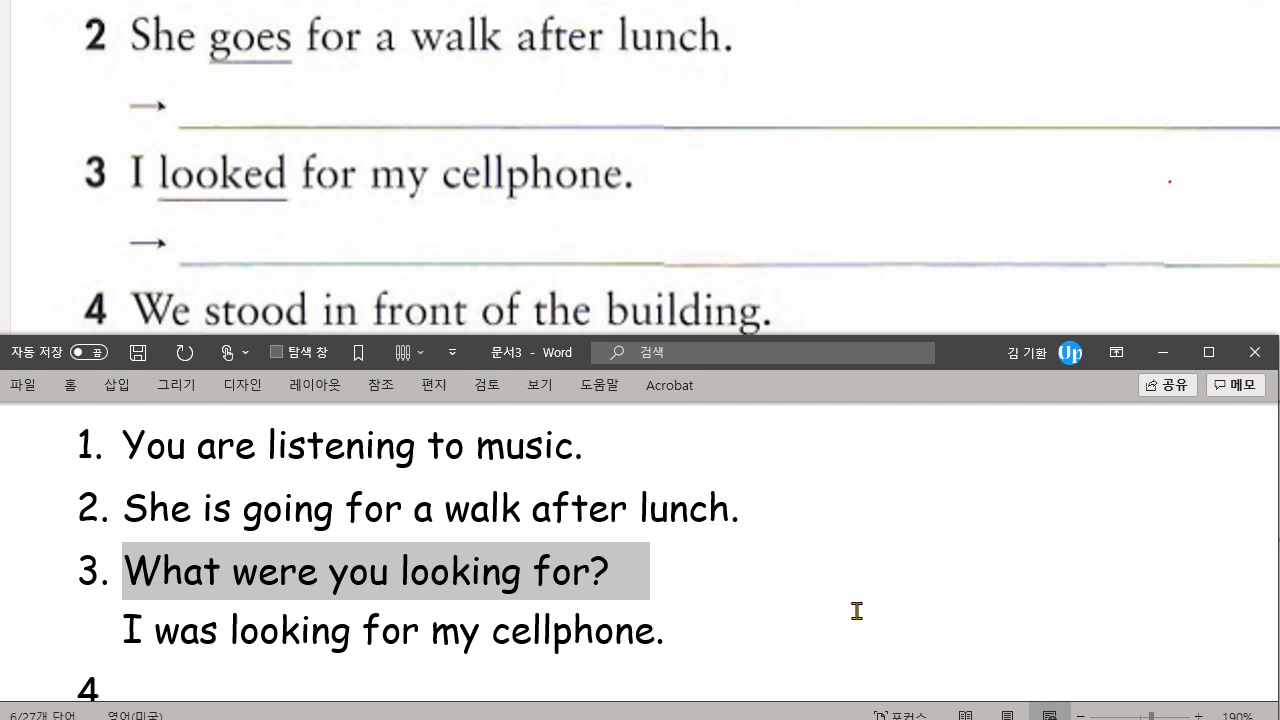 2 She goes for a walk after lunch.
→
3 I looked for my cellphone.
→
4 We stood in front of the building.
자동 저장 끔 탐색 창 문서3 - Word 검색 김 기환 Up
파일 홈 삽입 그리기 디자인 레이아웃 참조 편지 검토 보기 도움말 Acrobat 공유 메모
1. You are listening to music.
2. She is going for a walk after lunch.
3. What were you looking for?
I was looking for my cellphone.
4
6/27개 단어 영어(미국) 포커스 190%